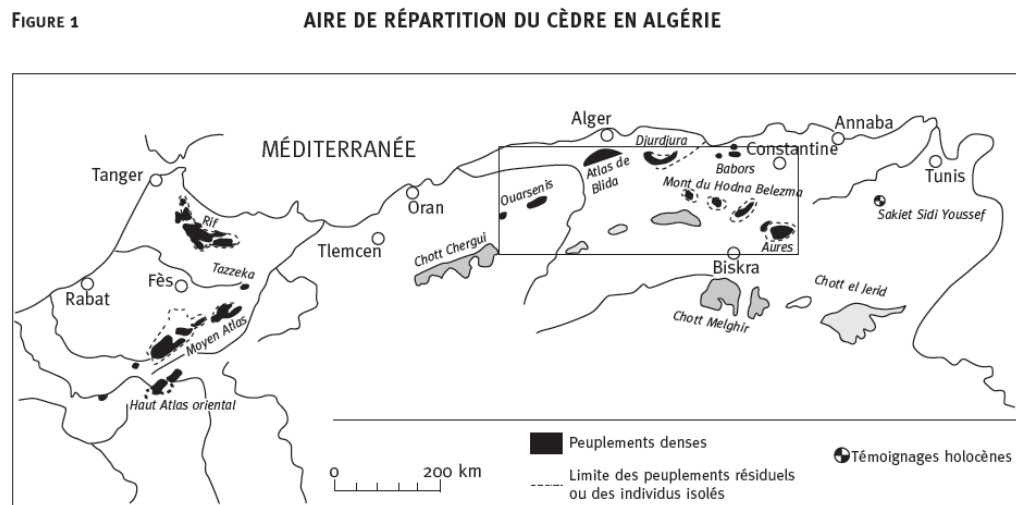 FIGURE 1
AIRE DE RÉPARTITION DU CÈDRE EN ALGÉRIE
MÉDITERRANÉE
Tanger
Rif
Tazzeka
Fès
Rabat
Moyen Atlas
Haut Atlas oriental
Oran
Tlemcen
Chott Chergui
Alger
Ouarsenis
Atlas de
Blida
Djurdjura
Babors
Constantine
Annaba
Tunis
Mont du Hodna Belezma
Sakiet Sidi Youssef
Aures
Biskra
Chott Melghir
Chott el Jerid
0 200 km
Peuplements denses
Limite des peuplements résiduels
ou des individus isolés
Témoignages holocènes